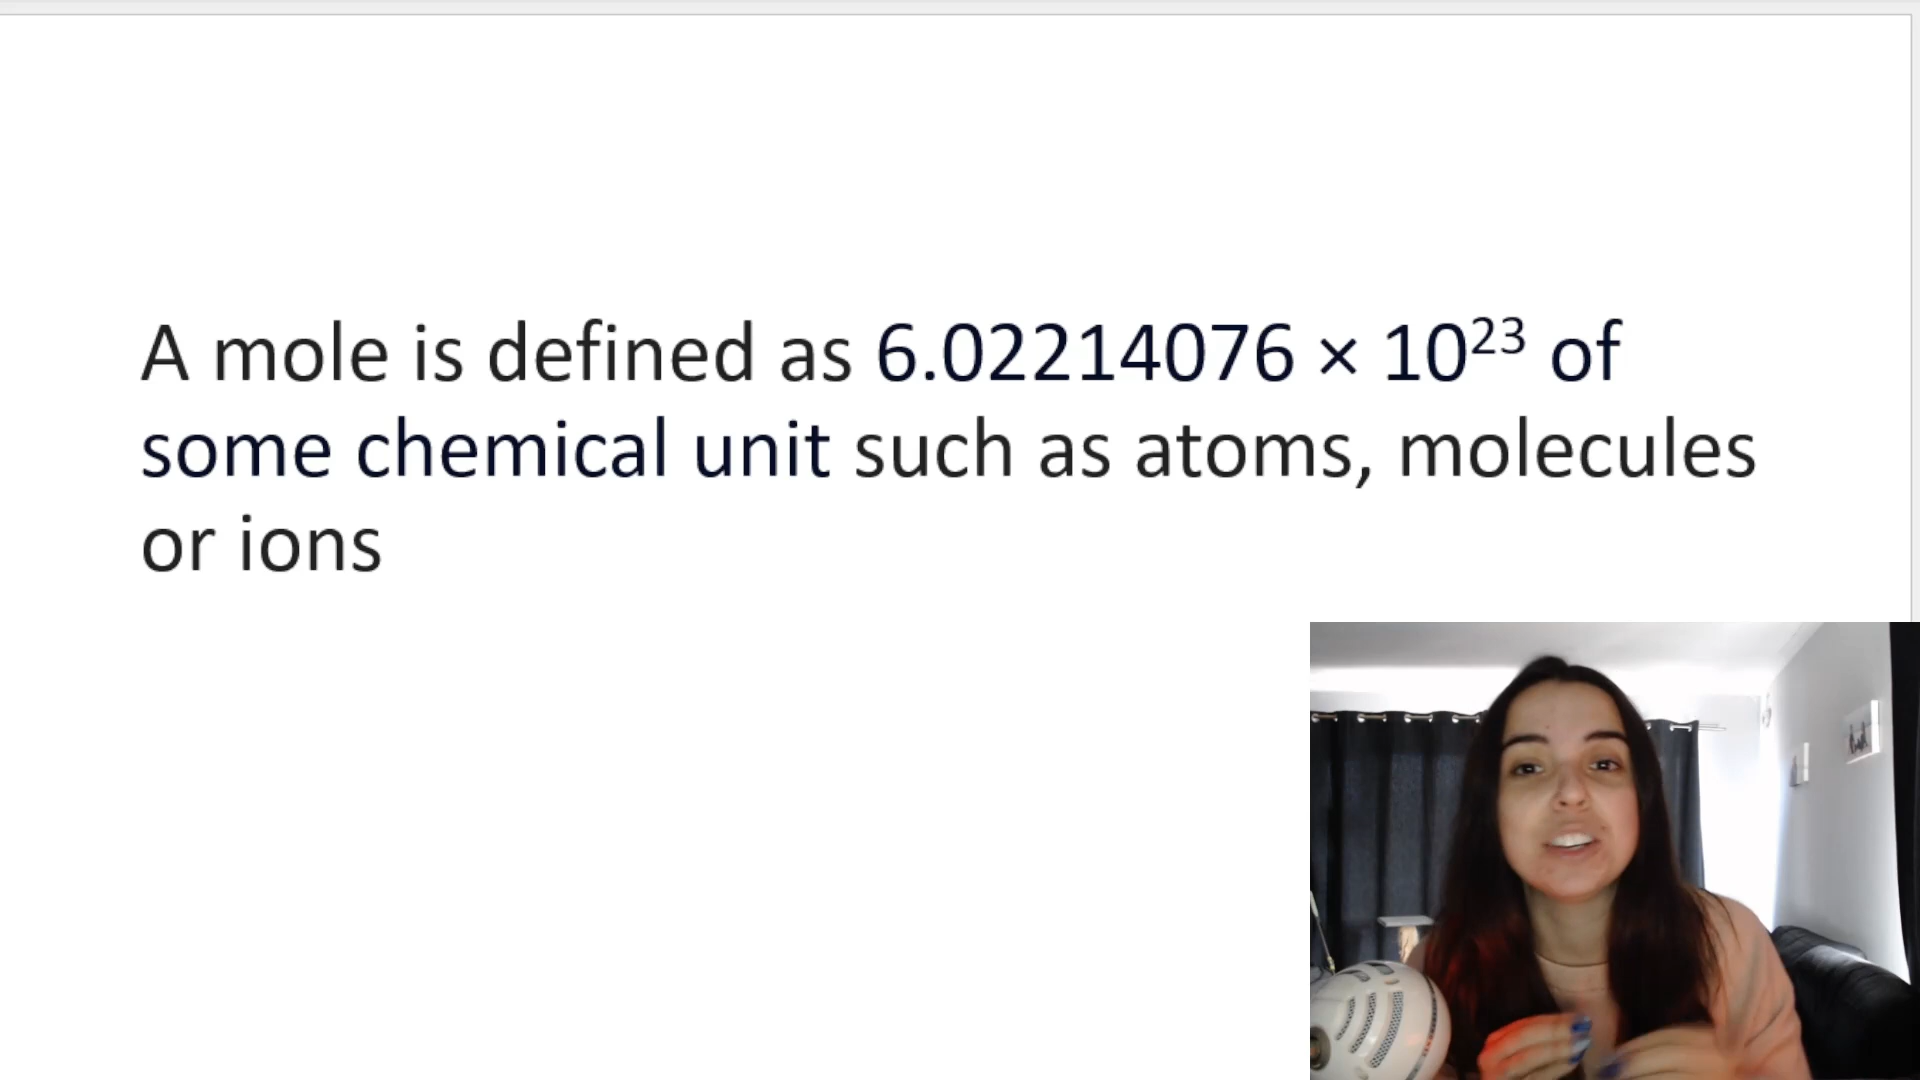 A mole is defined as 6.02214076 × 10²³ of
some chemical unit such as atoms, molecules
or ions